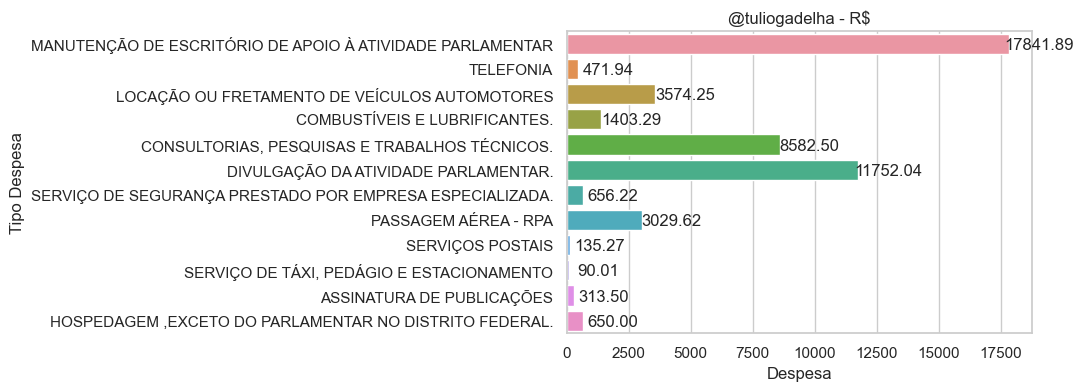 @tuliogadelha - R$
MANUTENÇÃO DE ESCRITÓRIO DE APOIO À ATIVIDADE PARLAMENTAR 17841.89
TELEFONIA 471.94
LOCAÇÃO OU FRETAMENTO DE VEÍCULOS AUTOMOTORES 3574.25
COMBUSTÍVEIS E LUBRIFICANTES. 1403.29
CONSULTORIAS, PESQUISAS E TRABALHOS TÉCNICOS. 8582.50
DIVULGAÇÃO DA ATIVIDADE PARLAMENTAR. 11752.04
SERVIÇO DE SEGURANÇA PRESTADO POR EMPRESA ESPECIALIZADA. 656.22
PASSAGEM AÉREA - RPA 3029.62
SERVIÇOS POSTAIS 135.27
SERVIÇO DE TÁXI, PEDÁGIO E ESTACIONAMENTO 90.01
ASSINATURA DE PUBLICAÇÕES 313.50
HOSPEDAGEM ,EXCETO DO PARLAMENTAR NO DISTRITO FEDERAL. 650.00
Tipo Despesa
0 2500 5000 7500 10000 12500 15000 17500
Despesa